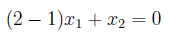 (2 − 1)x₁ + x₂ = 0